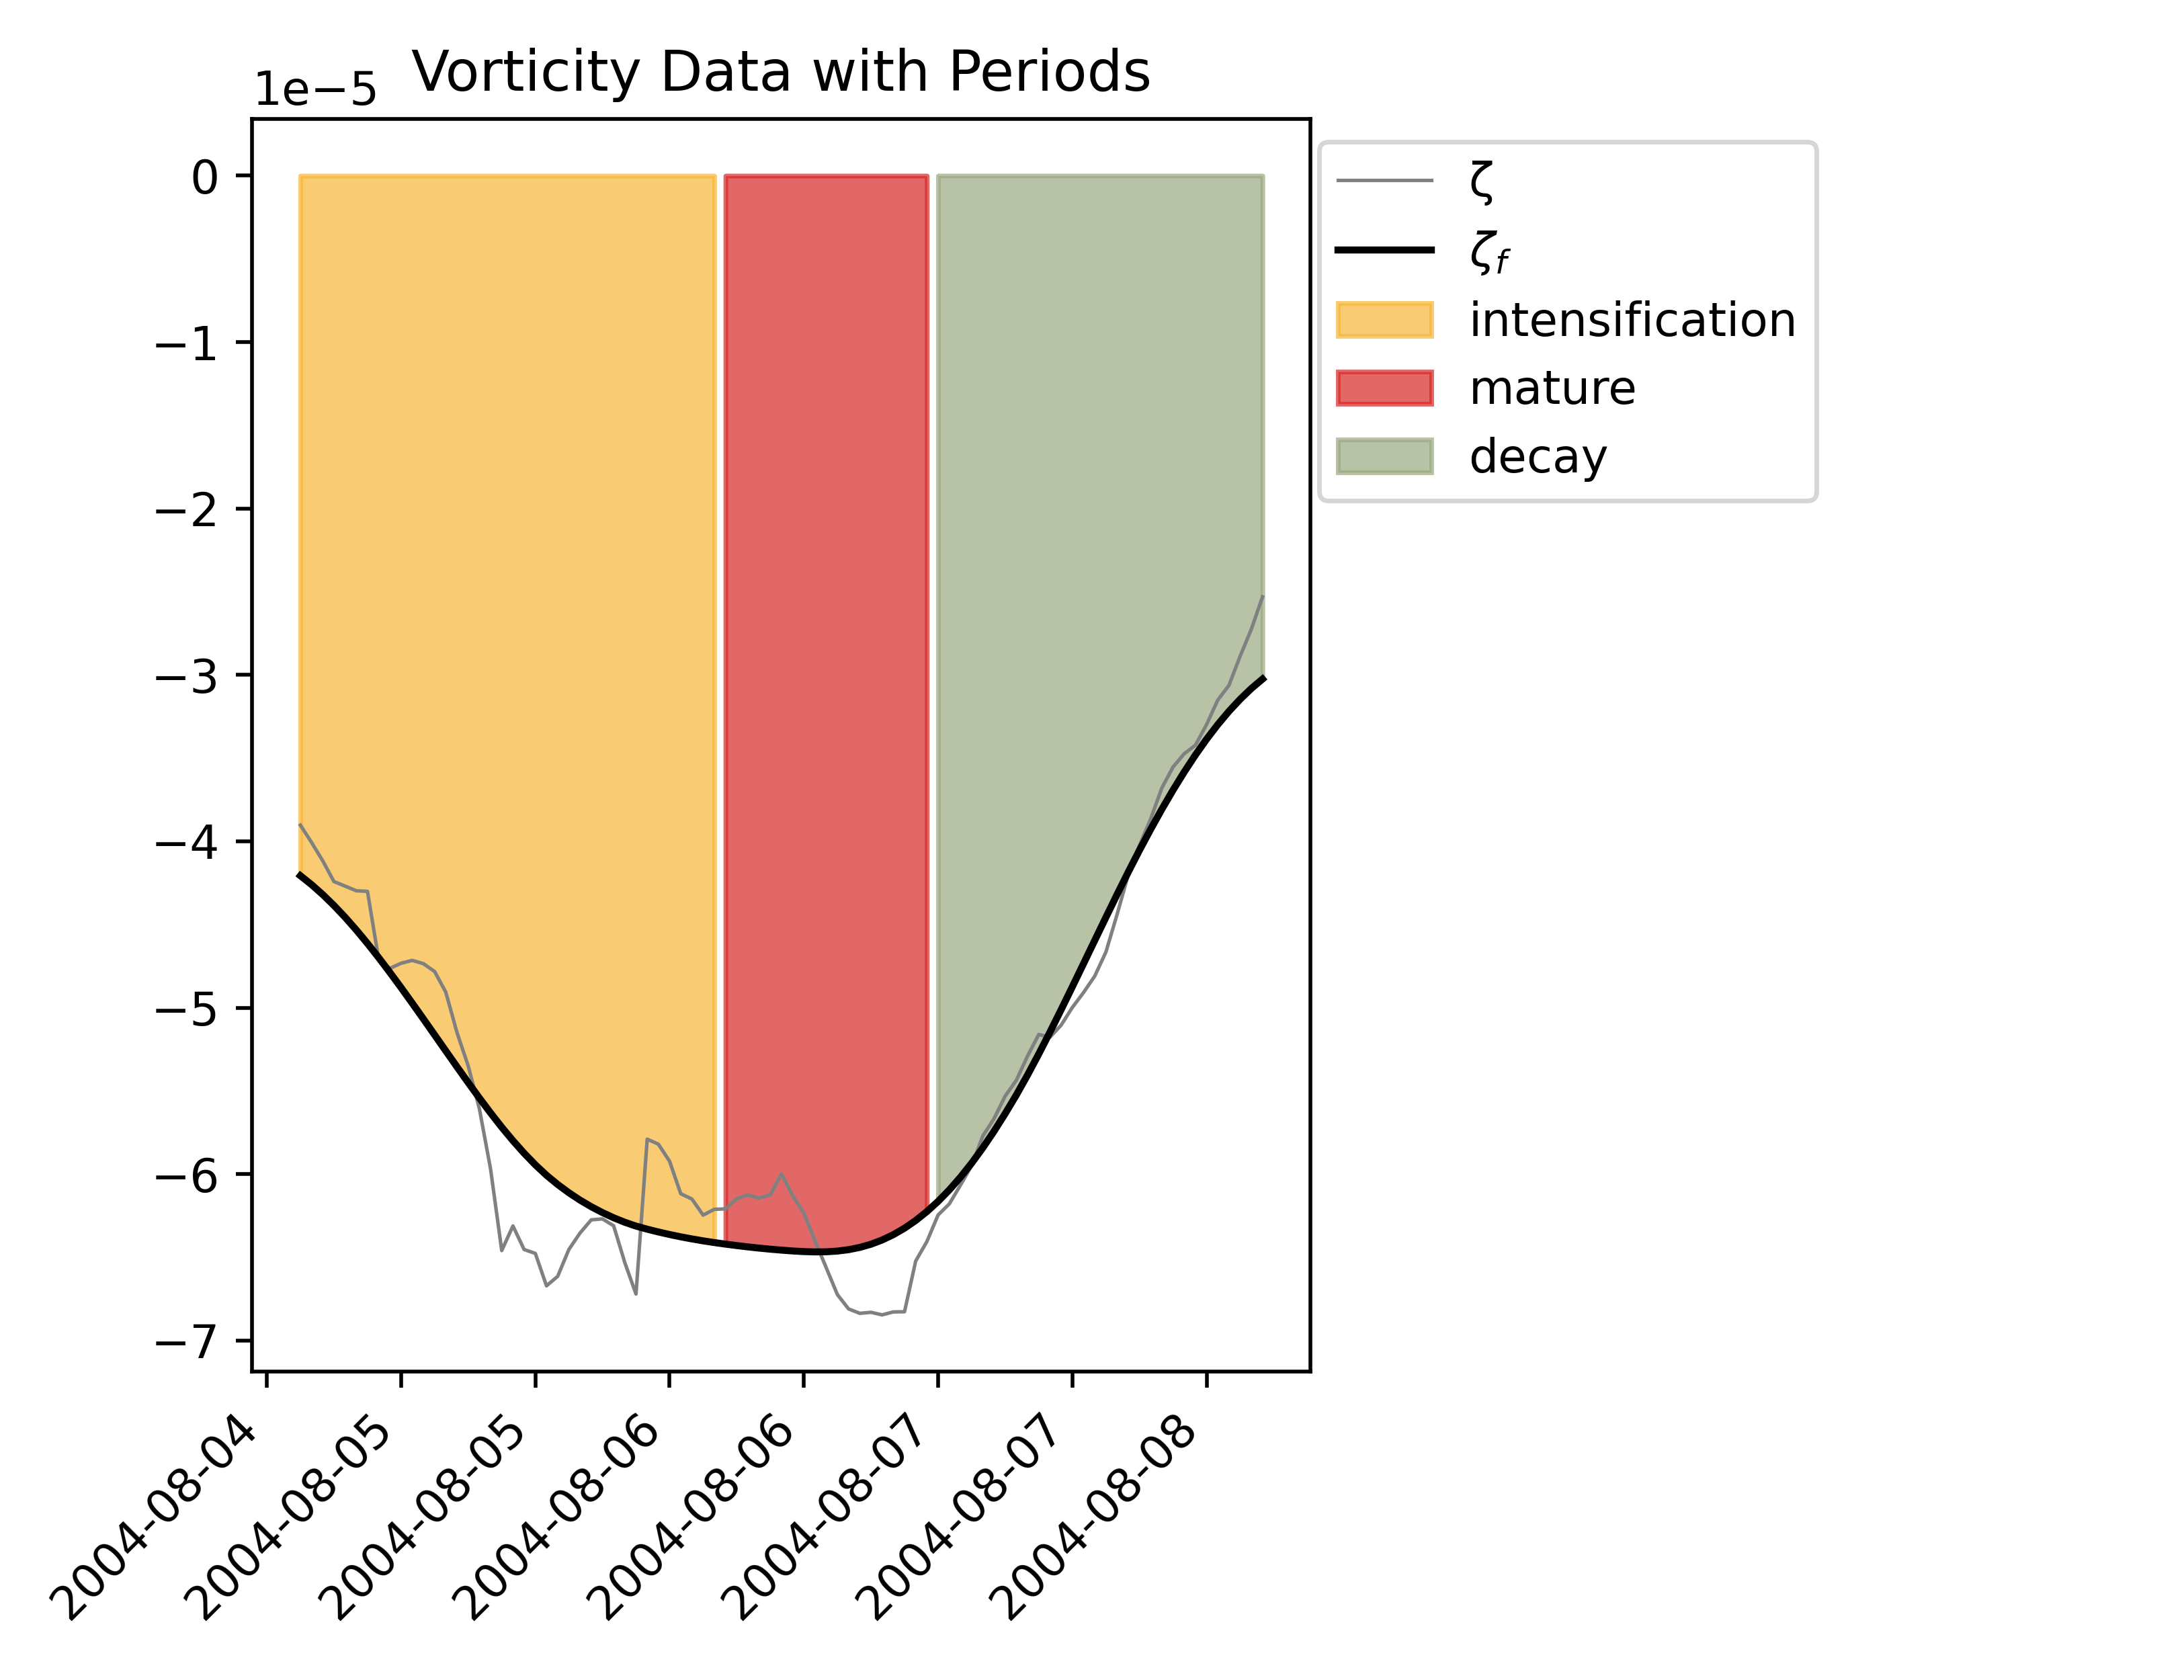 Vorticity Data with Periods
1e−5
0
−1
−2
−3
−4
−5
−6
−7
2004-08-04
2004-08-05
2004-08-05
2004-08-06
2004-08-06
2004-08-07
2004-08-07
2004-08-08
ζ
ζf
intensification
mature
decay